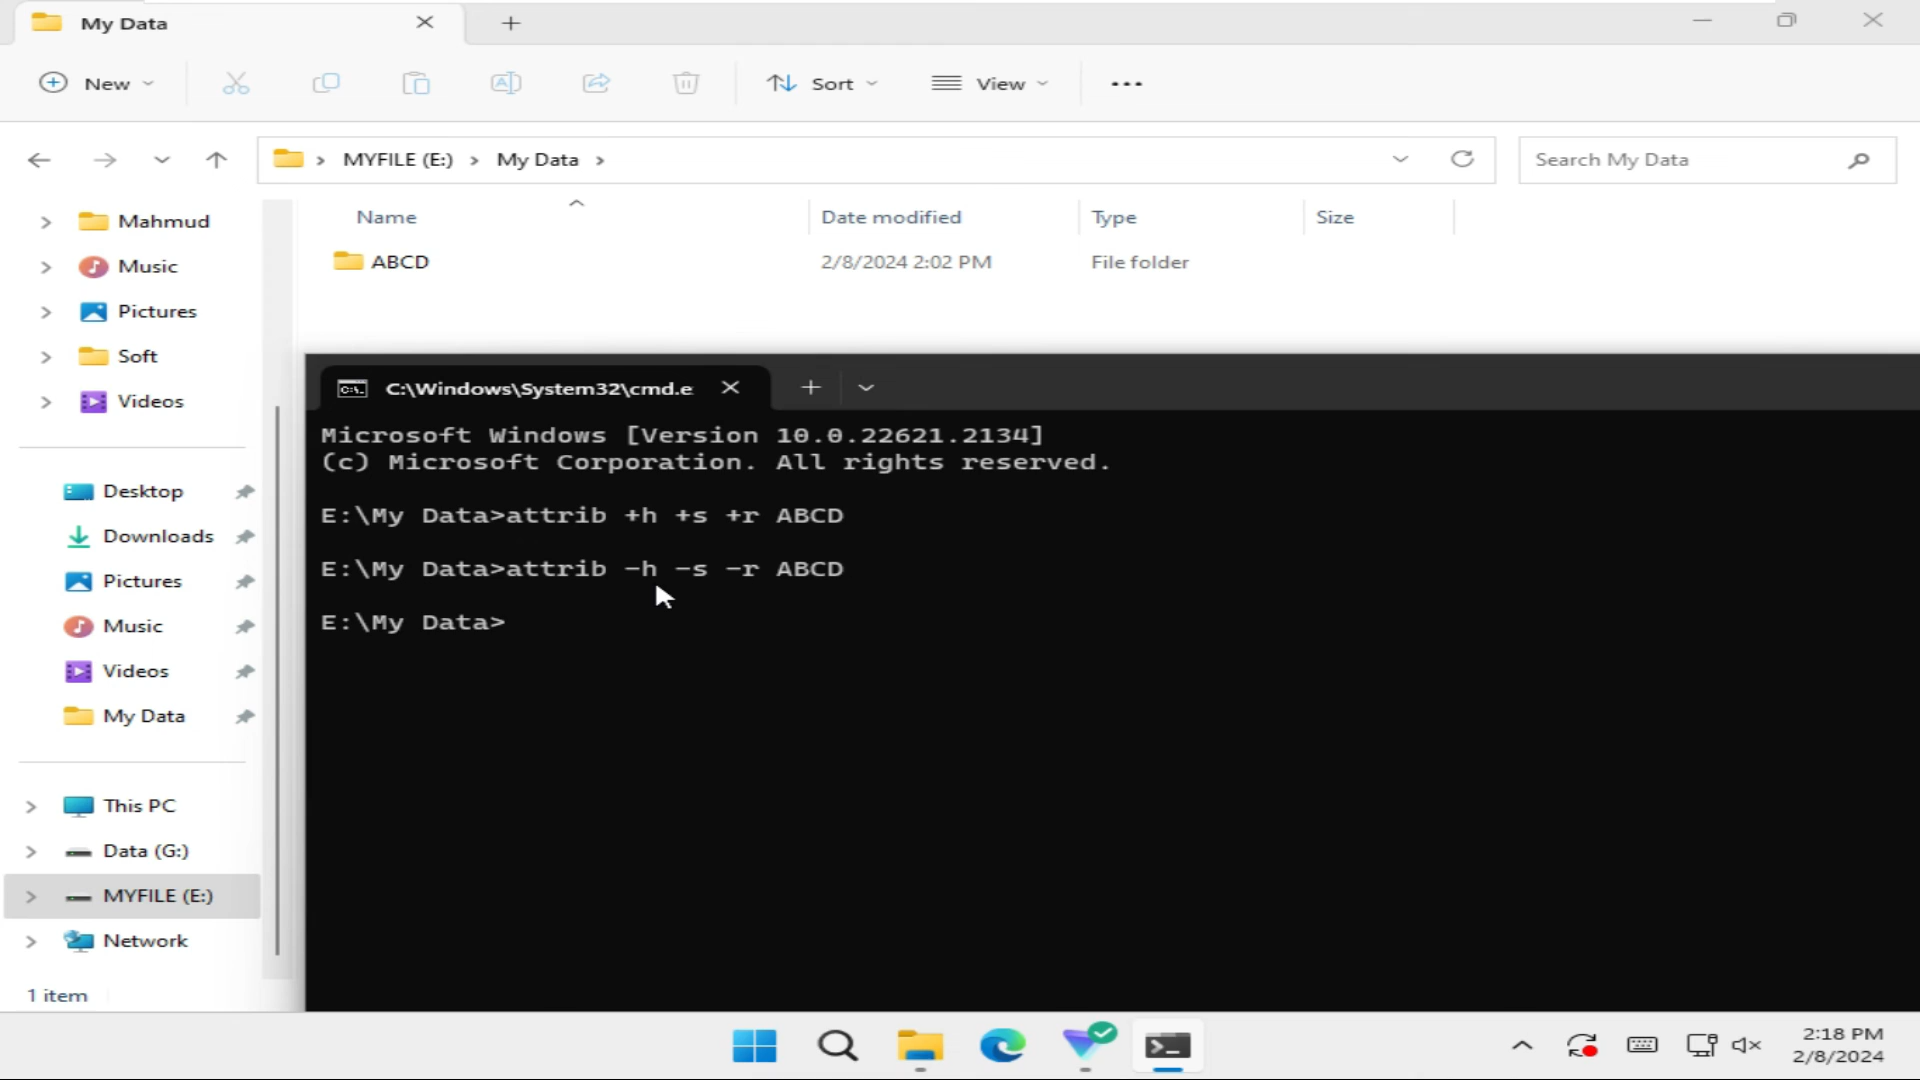 My Data
New
Sort
View
MYFILE (E:)
My Data
Search My Data
Mahmud
Music
Pictures
Soft
Videos
Desktop
Downloads
Pictures
Music
Videos
My Data
This PC
Data (G:)
MYFILE (E:)
Network
1 item
Name
Date modified
Type
Size
ABCD
2/8/2024 2:02 PM
File folder
C:\Windows\System32\cmd.e
Microsoft Windows [Version 10.0.22621.2134]
(c) Microsoft Corporation. All rights reserved.
E:\My Data>attrib +h +s +r ABCD
E:\My Data>attrib -h -s -r ABCD
E:\My Data>
2:18 PM
2/8/2024